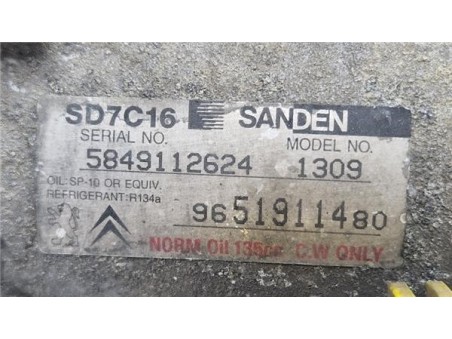 SD7C16 SANDEN
SERIAL NO. MODEL NO.
5849112624 1309
OIL:SP-10 OR EQUIV.
REFRIGERANT:R134a
9651911480
NORM OIL 135cc C.W ONLY